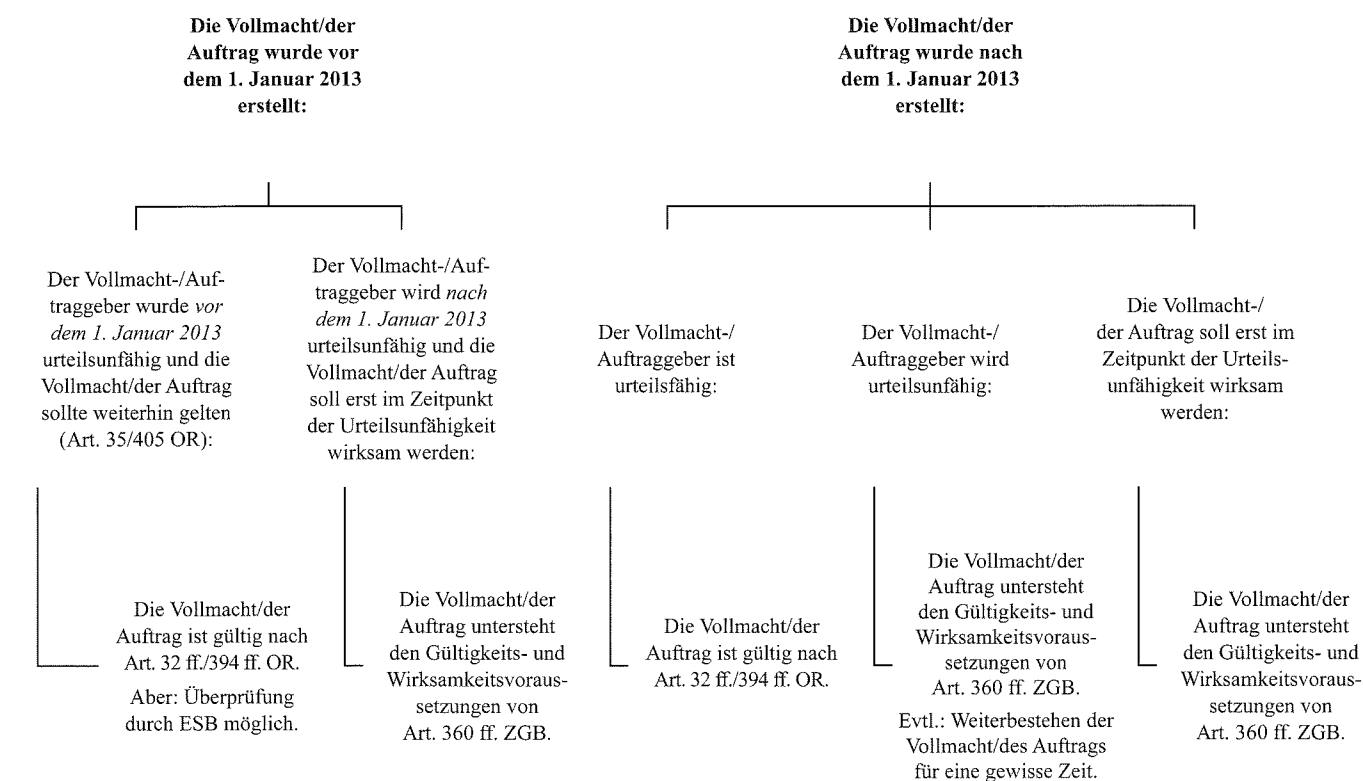 Die Vollmacht/der
Auftrag wurde vor
dem 1. Januar 2013
erstellt:
Die Vollmacht/der
Auftrag wurde nach
dem 1. Januar 2013
erstellt:
Der Vollmacht-/Auf-
traggeber wurde vor
dem 1. Januar 2013
urteilsunfähig und die
Vollmacht/der Auftrag
sollte weiterhin gelten
(Art. 35/405 OR):
Der Vollmacht-/Auf-
traggeber wird nach
dem 1. Januar 2013
urteilsunfähig und die
Vollmacht/der Auftrag
soll erst im Zeitpunkt
der Urteilsunfähigkeit
wirksam werden:
Der Vollmacht-/
Auftraggeber ist
urteilsfähig:
Der Vollmacht-/
Auftraggeber wird
urteilsunfähig:
Die Vollmacht-/
der Auftrag soll erst im
Zeitpunkt der Urteils-
unfähigkeit wirksam
werden:
Die Vollmacht/der
Auftrag ist gültig nach
Art. 32 ff./394 ff. OR.
Aber: Überprüfung
durch ESB möglich.
Die Vollmacht/der
Auftrag untersteht
den Gültigkeits- und
Wirksamkeitsvoraus-
setzungen von
Art. 360 ff. ZGB.
Die Vollmacht/der
Auftrag ist gültig nach
Art. 32 ff./394 ff. OR.
Die Vollmacht/der
Auftrag untersteht
den Gültigkeits- und
Wirksamkeitsvoraus-
setzungen von
Art. 360 ff. ZGB.
Evtl.: Weiterbestehen der
Vollmacht/des Auftrags
für eine gewisse Zeit.
Die Vollmacht/der
Auftrag untersteht
den Gültigkeits- und
Wirksamkeitsvoraus-
setzungen von
Art. 360 ff. ZGB.